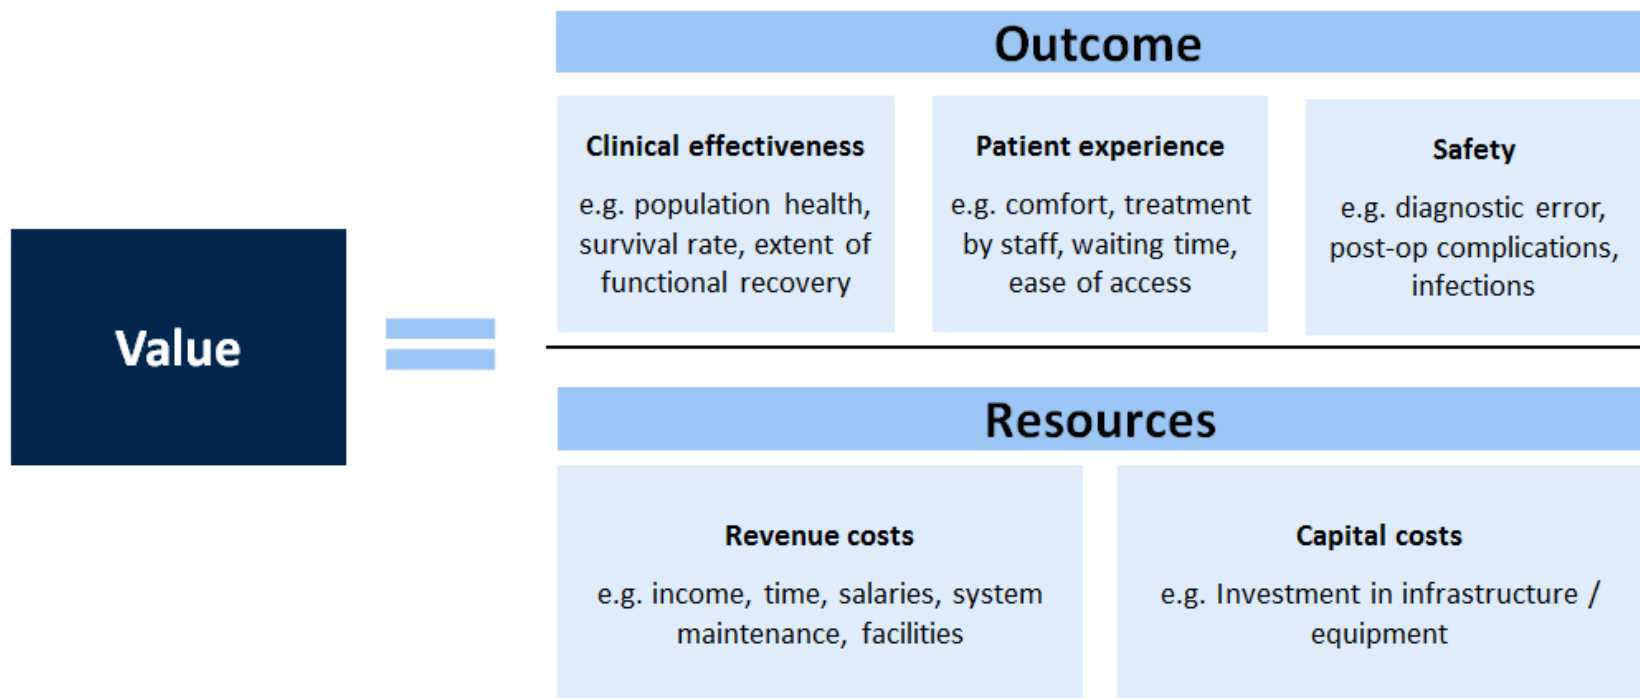 Outcome
Clinical effectiveness
e.g. population health,
survival rate, extent of
functional recovery
Patient experience
e.g. comfort, treatment
by staff, waiting time,
ease of access
Safety
e.g. diagnostic error,
post-op complications,
infections
Value
Resources
Revenue costs
e.g. income, time, salaries, system
maintenance, facilities
Capital costs
e.g. Investment in infrastructure /
equipment